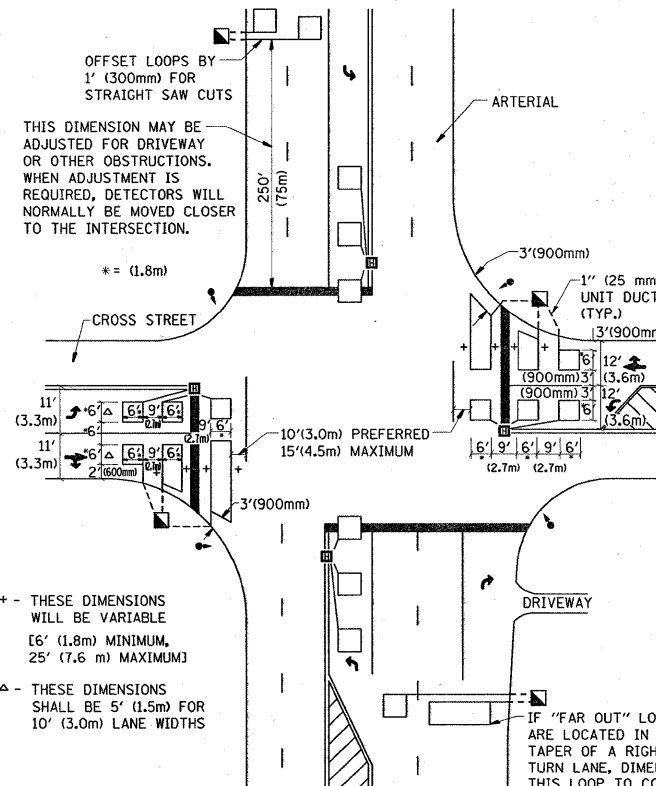 OFFSET LOOPS BY
1' (300mm) FOR
STRAIGHT SAW CUTS
ARTERIAL
THIS DIMENSION MAY BE
ADJUSTED FOR DRIVEWAY
OR OTHER OBSTRUCTIONS.
WHEN ADJUSTMENT IS
REQUIRED, DETECTORS WILL
NORMALLY BE MOVED CLOSER
TO THE INTERSECTION.
250'
(75m)
* = (1.8m)
3'(900mm)
1" (25 mm
UNIT DUCT
(TYP.)
CROSS STREET
3'(900mm
+
+
6'
*
12'
(3.6m)
(900mm)3'
(900mm)3'
12'
6'
*
(3.6m)
11'
(3.3m)
*6'
△
6'
*
9'
(2.7m)
6'
*
*6'
9'
(2.7m)
6'
*
11'
(3.3m)
*6'
△
6'
*
9'
(2.7m)
6'
*
2'
(600mm)
+
+
+
H
H
H
H
10'(3.0m) PREFERRED
15'(4.5m) MAXIMUM
6'
*
9'
6'
*
9'
6'
*
(2.7m)
(2.7m)
3'(900mm)
+ - THESE DIMENSIONS
WILL BE VARIABLE
[6' (1.8m) MINIMUM,
25' (7.6 m) MAXIMUM]
DRIVEWAY
△ - THESE DIMENSIONS
SHALL BE 5' (1.5m) FOR
10' (3.0m) LANE WIDTHS
IF "FAR OUT" LO
ARE LOCATED IN
TAPER OF A RIGH
TURN LANE, DIME
THIS LOOP TO CO